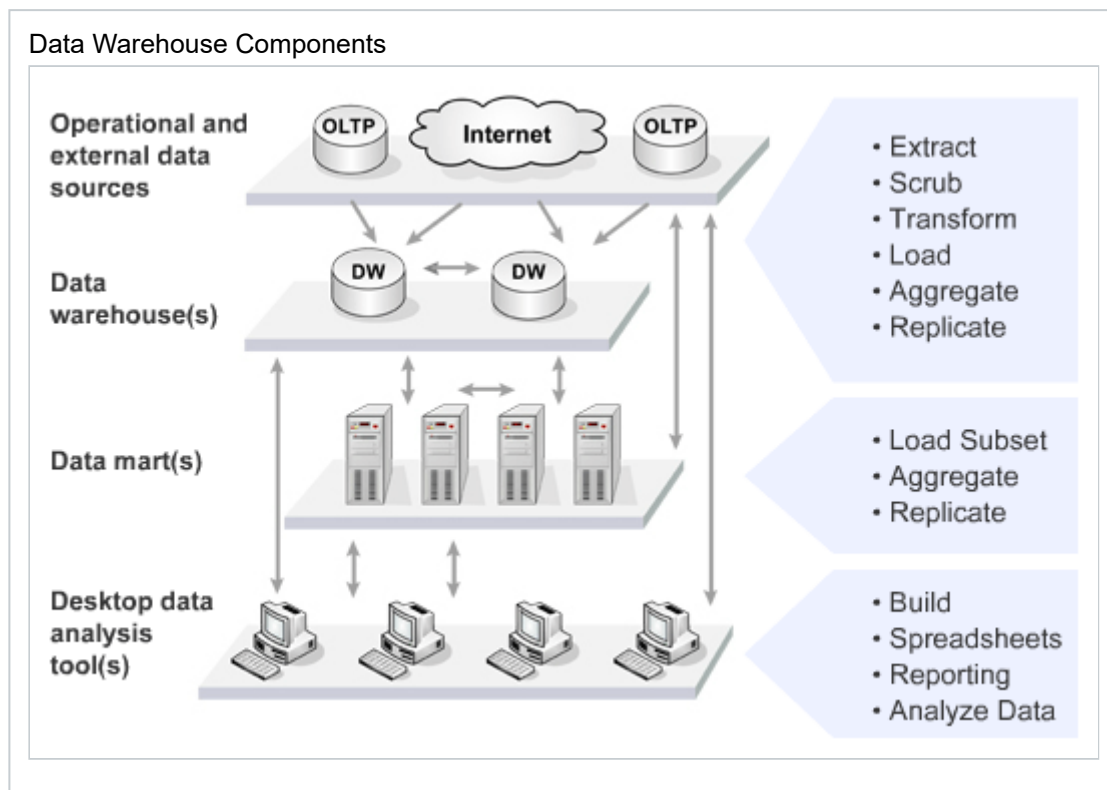 Data Warehouse Components
Operational and
external data
sources
OLTP
Internet
OLTP
• Extract
• Scrub
• Transform
• Load
• Aggregate
• Replicate
Data
warehouse(s)
DW
DW
Data mart(s)
• Load Subset
• Aggregate
• Replicate
Desktop data
analysis
tool(s)
• Build
• Spreadsheets
• Reporting
• Analyze Data